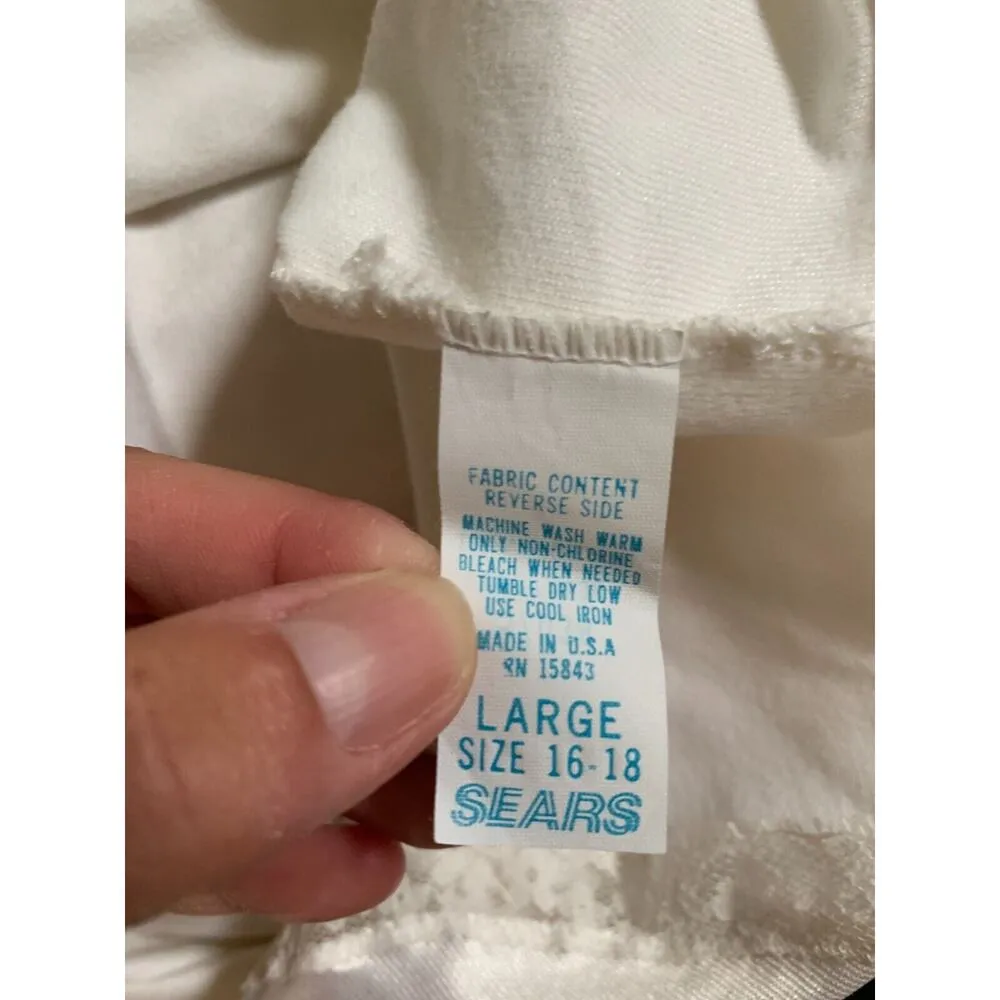 FABRIC CONTENT
REVERSE SIDE
MACHINE WASH WARM
ONLY NON-CHLORINE
BLEACH WHEN NEEDED
TUMBLE DRY LOW
USE COOL IRON
MADE IN U.S.A
RN 15843
LARGE
SIZE 16-18
SEARS